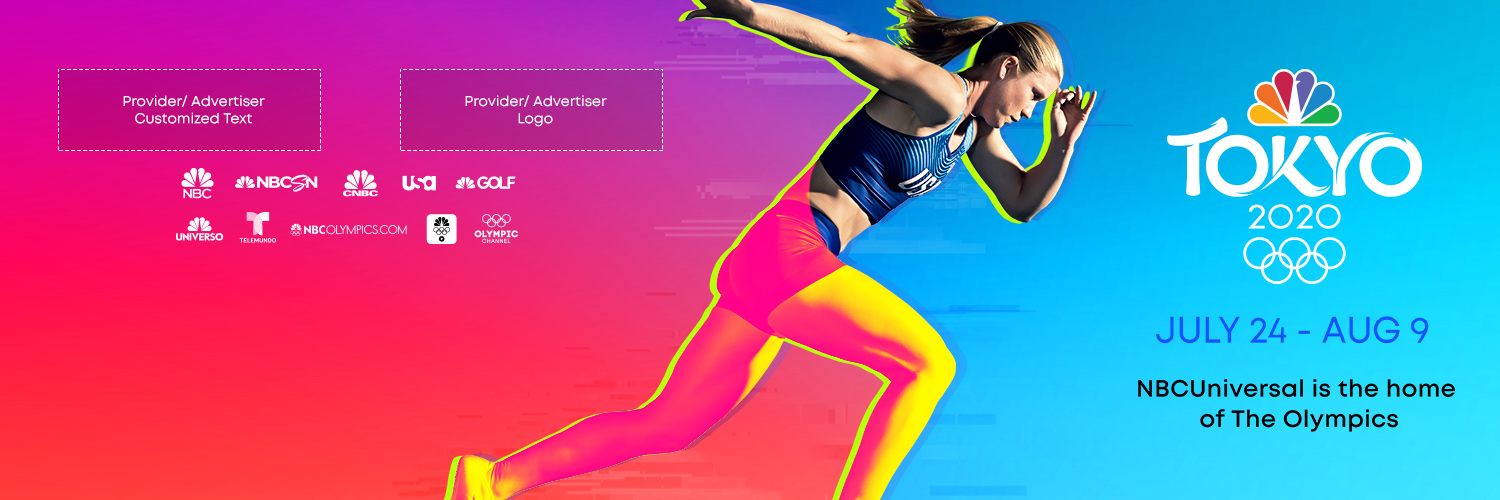 Provider/ Advertiser
Customized Text
Provider/ Advertiser
Logo
NBC
NBCSN
CNBC
USA
GOLF
UNIVERSO
TELEMUNDO
NBCOLYMPICS.COM
OLYMPIC
CHANNEL
USA
TOKYO
2020
JULY 24 - AUG 9
NBCUniversal is the home
of The Olympics